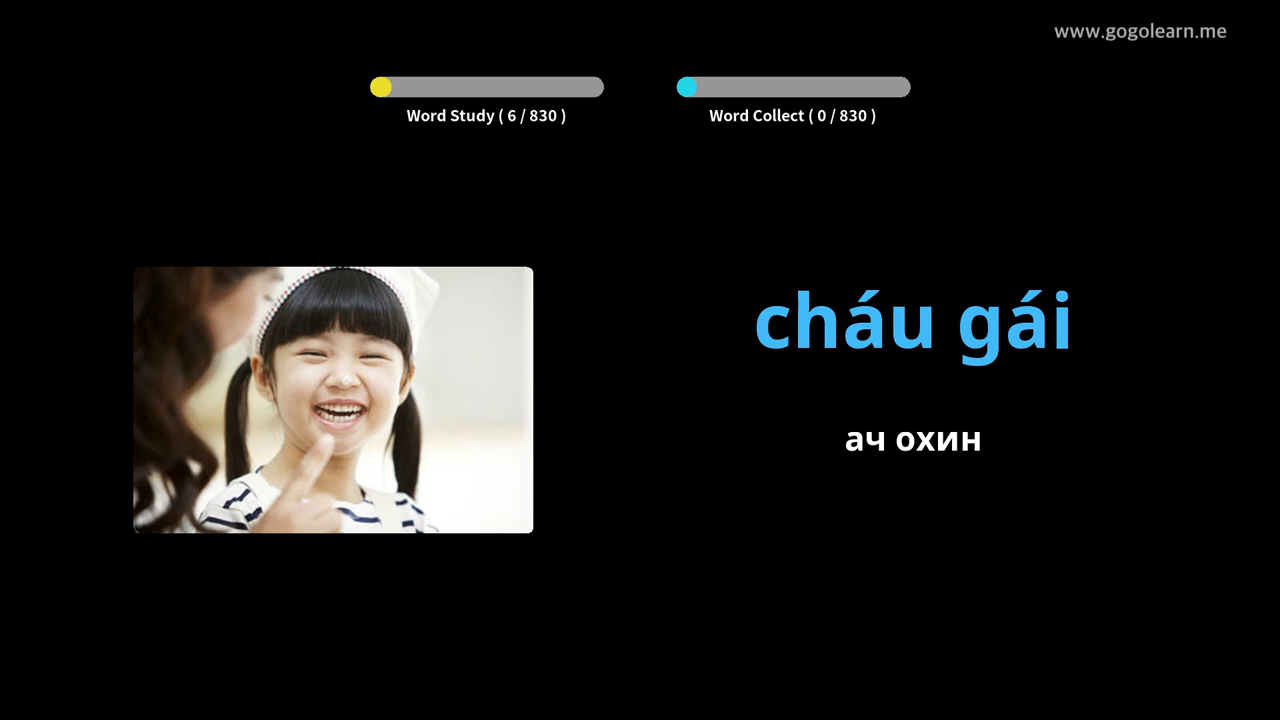 www.gogolearn.me
Word Study ( 6 / 830 )
Word Collect ( 0 / 830 )
cháu gái
ач охин